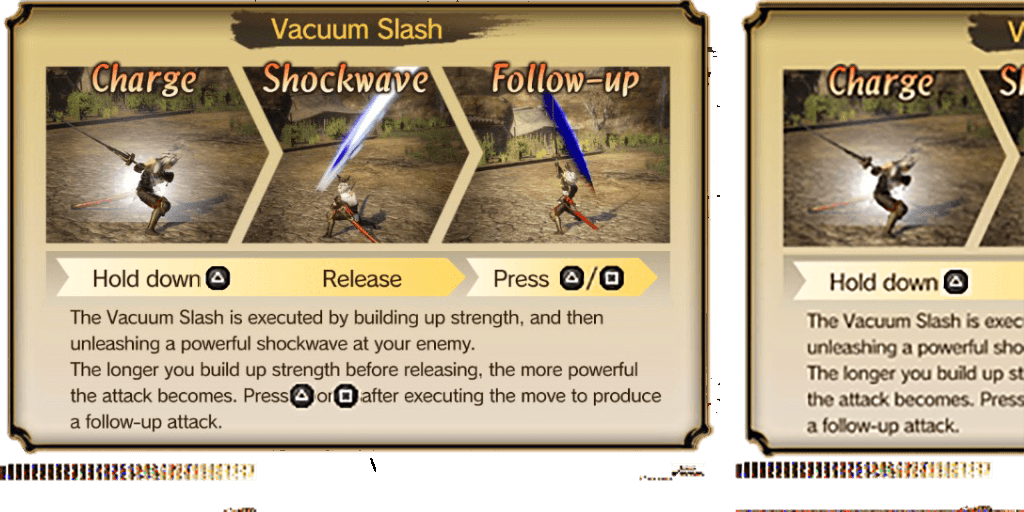 Vacuum Slash
Charge Shockwave Follow-up
Hold down △ Release Press △/□
The Vacuum Slash is executed by building up strength, and then
unleashing a powerful shockwave at your enemy.
The longer you build up strength before releasing, the more powerful
the attack becomes. Press △ or □ after executing the move to produce
a follow-up attack.
V
Charge Sh
Hold down △
The Vacuum Slash is exec
unleashing a powerful sho
The longer you build up st
the attack becomes. Press
a follow-up attack.